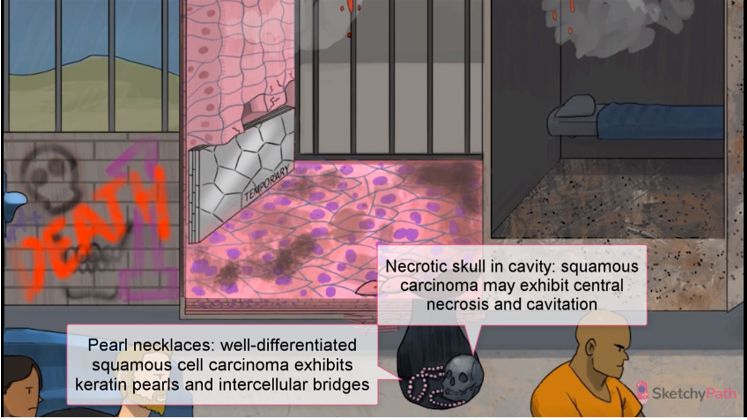 DEATH
TEMPORARY
Necrotic skull in cavity: squamous
carcinoma may exhibit central
necrosis and cavitation
Pearl necklaces: well-differentiated
squamous cell carcinoma exhibits
keratin pearls and intercellular bridges
SketchyPath